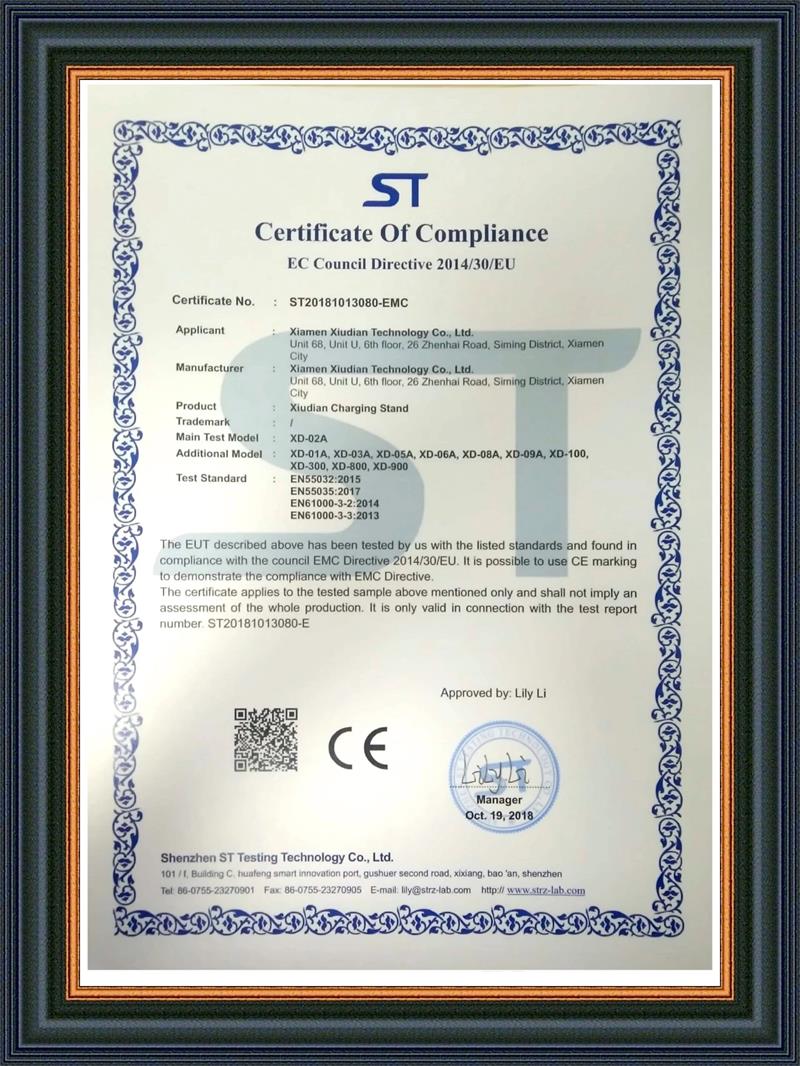 ST
Certificate Of Compliance
EC Council Directive 2014/30/EU
Certificate No. : ST20181013080-EMC
Applicant : Xiamen Xiudian Technology Co., Ltd.
Unit 68, Unit U, 6th floor, 26 Zhenhai Road, Siming District, Xiamen
City
Manufacturer : Xiamen Xiudian Technology Co., Ltd.
Unit 68, Unit U, 6th floor, 26 Zhenhai Road, Siming District, Xiamen
City
Product : Xiudian Charging Stand
Trademark : /
Main Test Model : XD-02A
Additional Model : XD-01A, XD-03A, XD-05A, XD-06A, XD-08A, XD-09A, XD-100,
XD-300, XD-800, XD-900
Test Standard : EN55032:2015
EN55035:2017
EN61000-3-2:2014
EN61000-3-3:2013
ST
The EUT described above has been tested by us with the listed standards and found in
compliance with the council EMC Directive 2014/30/EU. It is possible to use CE marking
to demonstrate the compliance with EMC Directive.
The certificate applies to the tested sample above mentioned only and shall not imply an
assessment of the whole production. It is only valid in connection with the test report
number. ST20181013080-E
Approved by: Lily Li
CE
Lily Li
Manager
Oct. 19, 2018
Shenzhen ST Testing Technology Co., Ltd.
101 / f, Building C, huafeng smart innovation port, gushuer second road, xixiang, bao 'an, shenzhen
Tel: 86-0755-23270901 Fax: 86-0755-23270905 E-mail: lily@strz-lab.com http:// www.strz-lab.com